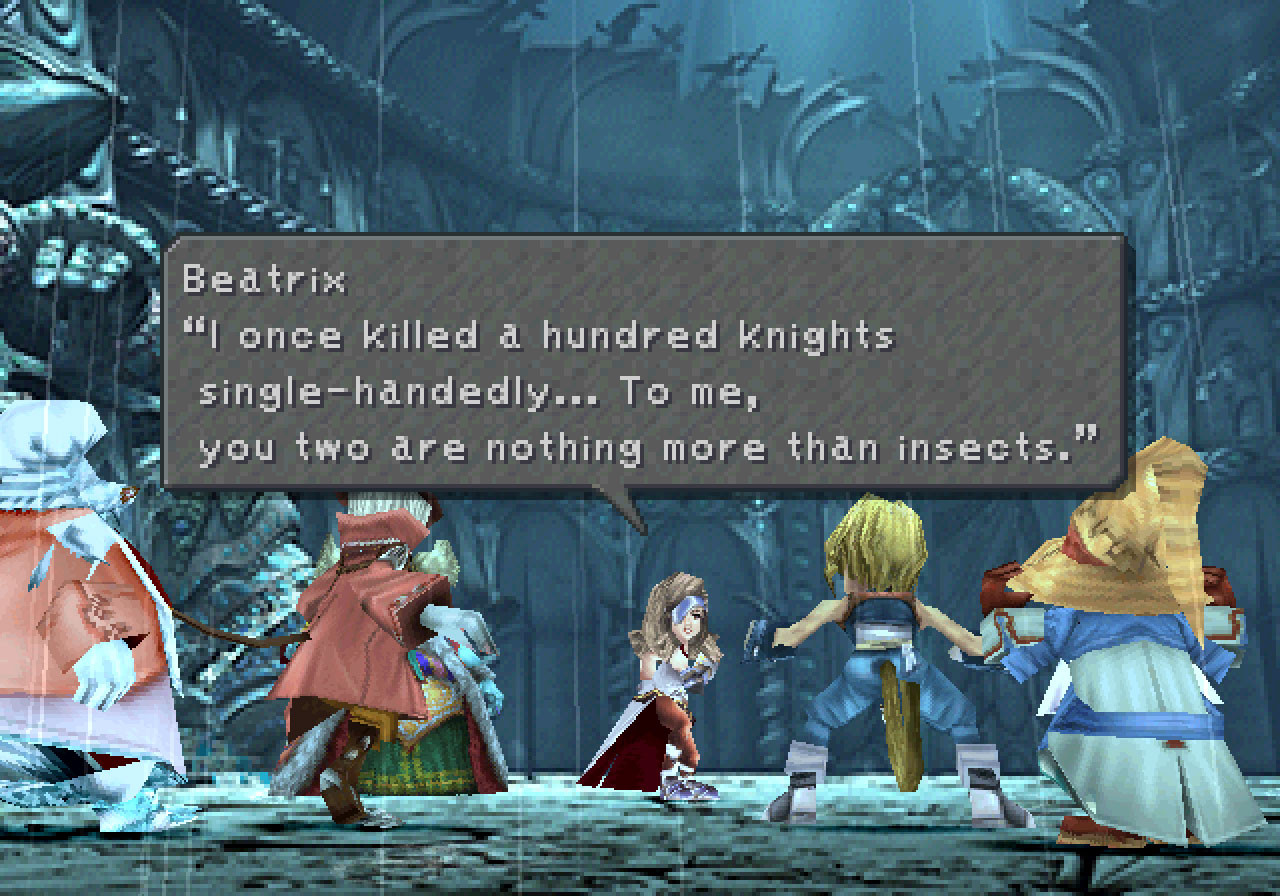 Beatrix
“I once killed a hundred knights
single-handedly... To me,
you two are nothing more than insects.”